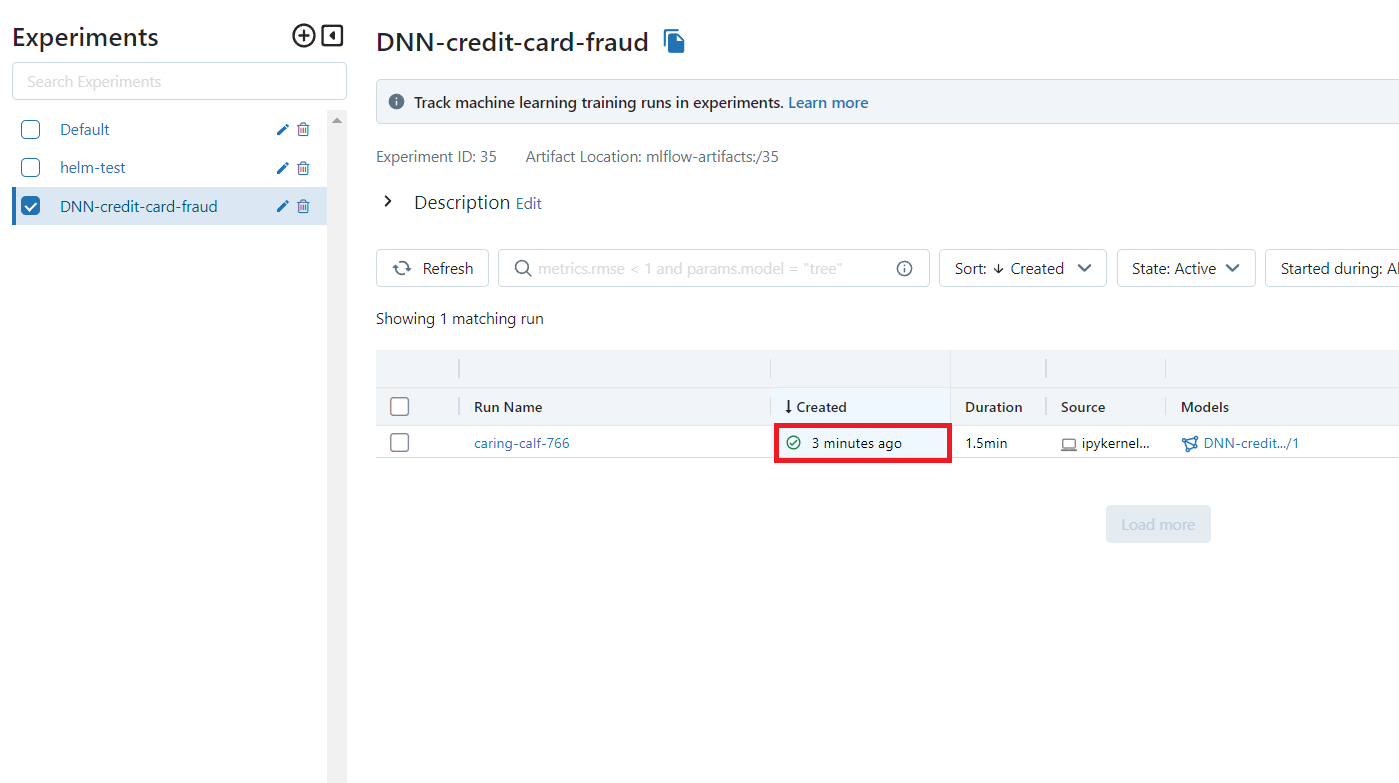 Experiments
Search Experiments
Default
helm-test
DNN-credit-card-fraud
DNN-credit-card-fraud
Track machine learning training runs in experiments. Learn more
Experiment ID: 35 Artifact Location: mlflow-artifacts:/35
Description Edit
Refresh metrics.rmse < 1 and params.model = "tree" Sort: ↓ Created State: Active Started during: Al
Showing 1 matching run
Run Name ↓ Created Duration Source Models
caring-calf-766 3 minutes ago 1.5min ipykernel... DNN-credit.../1
Load more